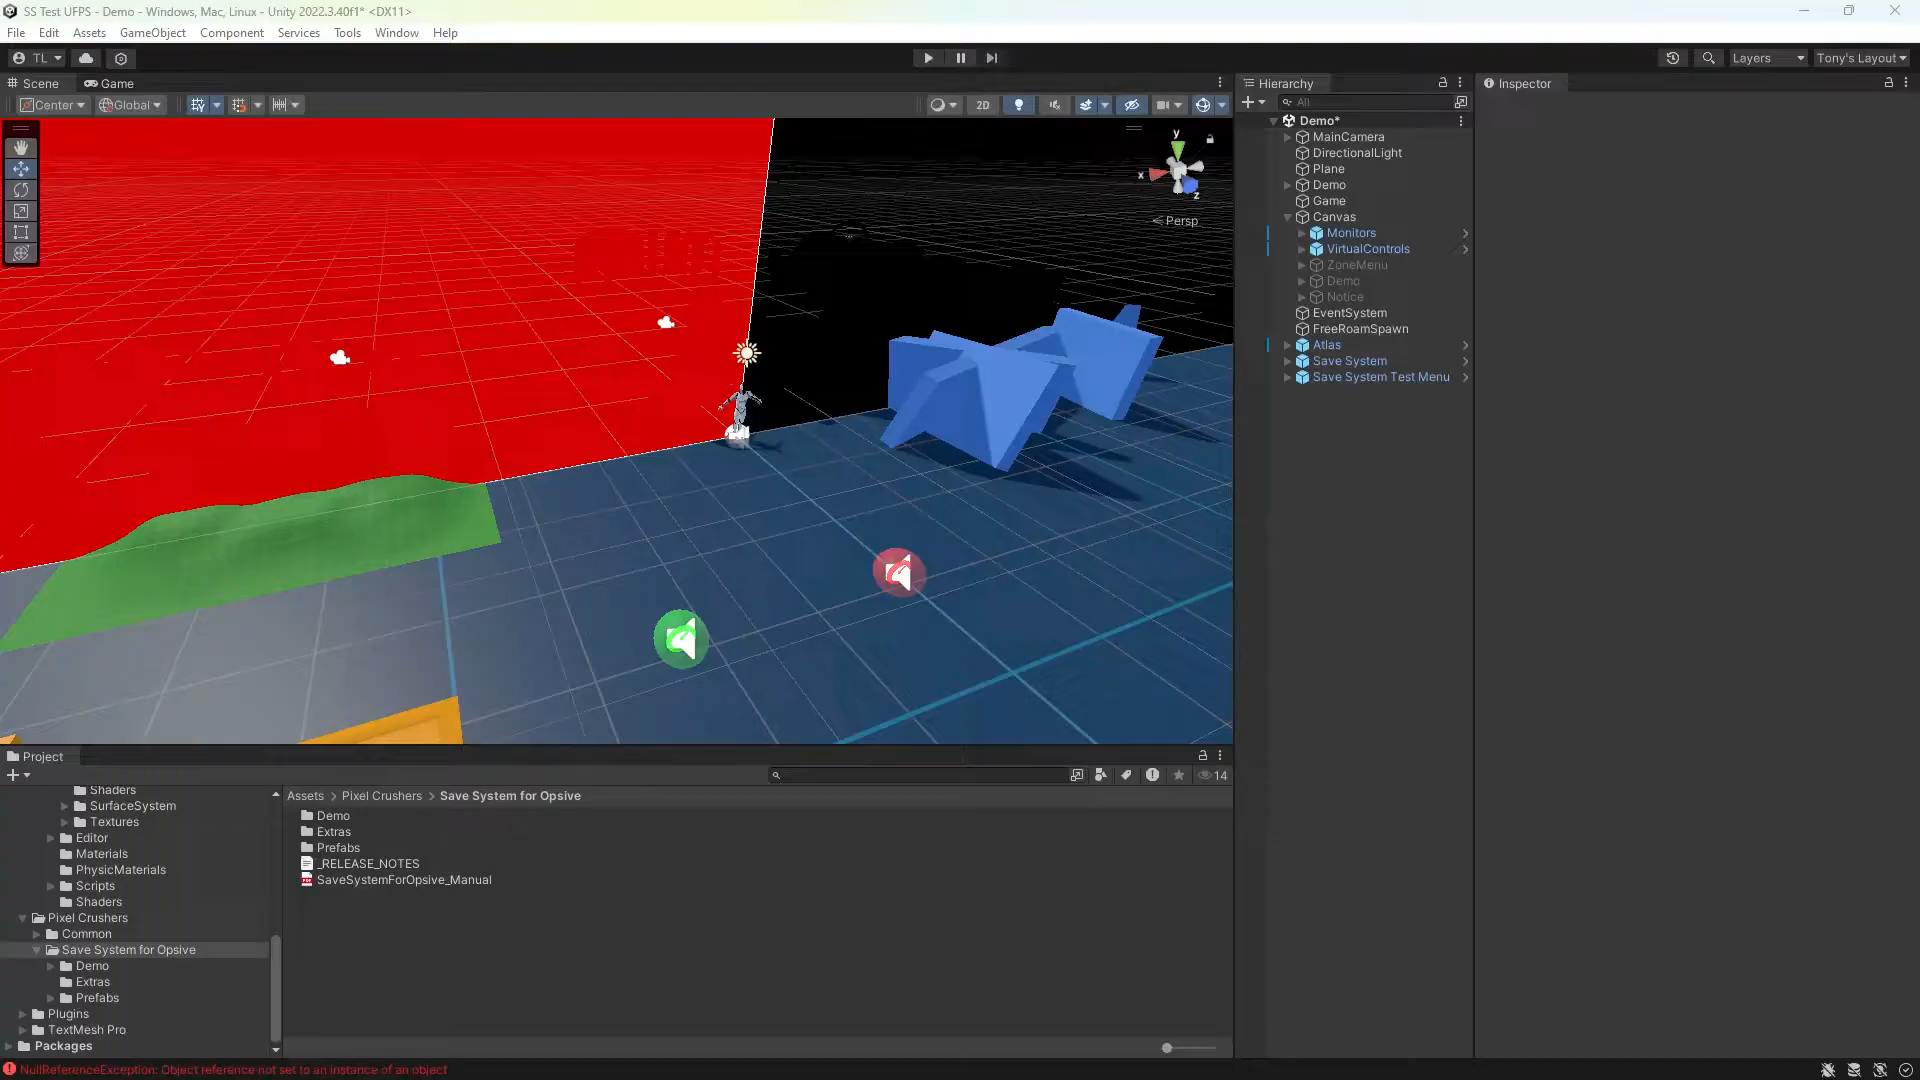 SS Test UFPS - Demo - Windows, Mac, Linux - Unity 2022.3.40f1* <DX11>
File Edit Assets GameObject Component Services Tools Window Help
TL Layers Tony's Layout
Scene Game
Center Global 2D
y
x
z
Persp
Hierarchy
All
Demo*
MainCamera
DirectionalLight
Plane
Demo
Game
Canvas
Monitors
VirtualControls
ZoneMenu
Demo
Notice
EventSystem
FreeRoamSpawn
Atlas
Save System
Save System Test Menu
Inspector
Project
14
Shaders
SurfaceSystem
Textures
Editor
Materials
PhysicMaterials
Scripts
Shaders
Pixel Crushers
Common
Save System for Opsive
Demo
Extras
Prefabs
Plugins
TextMesh Pro
Packages
Assets > Pixel Crushers > Save System for Opsive
Demo
Extras
Prefabs
_RELEASE_NOTES
SaveSystemForOpsive_Manual
NullReferenceException: Object reference not set to an instance of an object